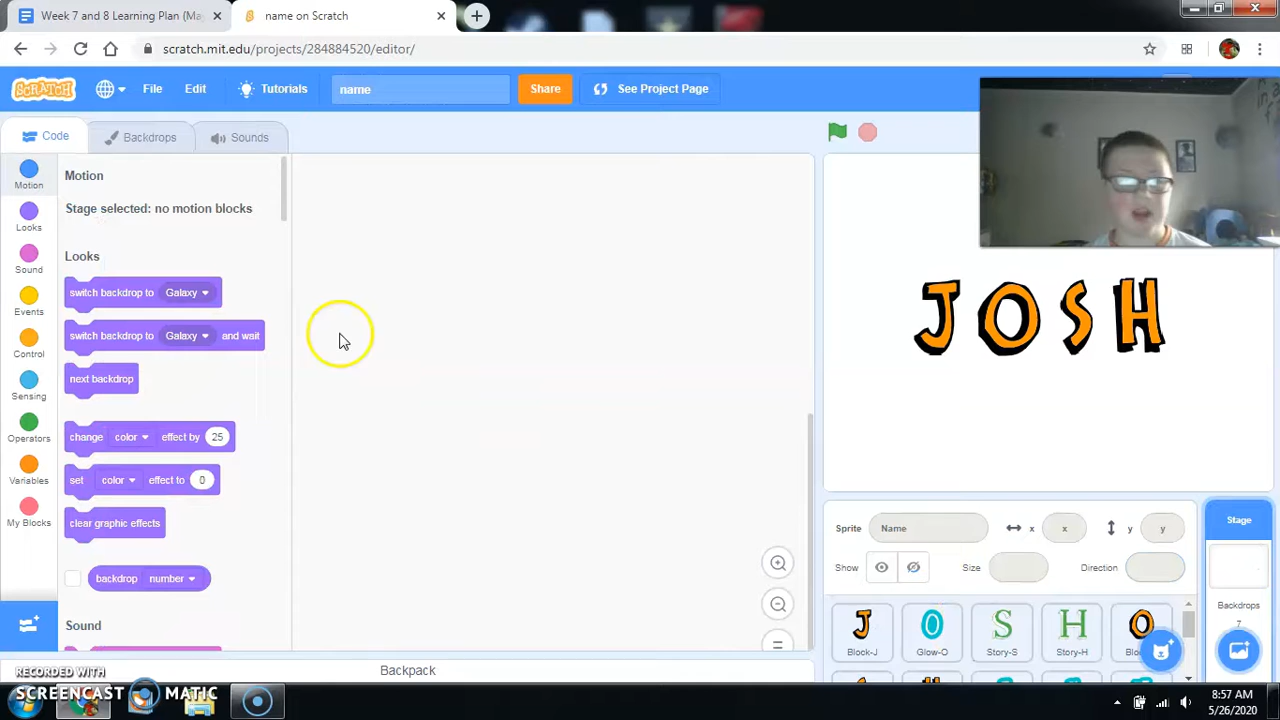 Week 7 and 8 Learning Plan (Ma
name on Scratch
scratch.mit.edu/projects/284884520/editor/
SCRATCH
File
Edit
Tutorials
name
Share
See Project Page
Code
Backdrops
Sounds
Motion
Looks
Sound
Events
Control
Sensing
Operators
Variables
My Blocks
Motion
Stage selected: no motion blocks
Looks
switch backdrop to Galaxy
switch backdrop to Galaxy and wait
next backdrop
change color effect by 25
set color effect to 0
clear graphic effects
backdrop number
Sound
JOSH
Sprite Name x x y y
Show Size Direction
Stage
Backdrops
7
J O S H O
Block-J Glow-O Story-S Story-H
Backpack
RECORDED WITH
SCREENCAST MATIC
8:57 AM
5/26/2020